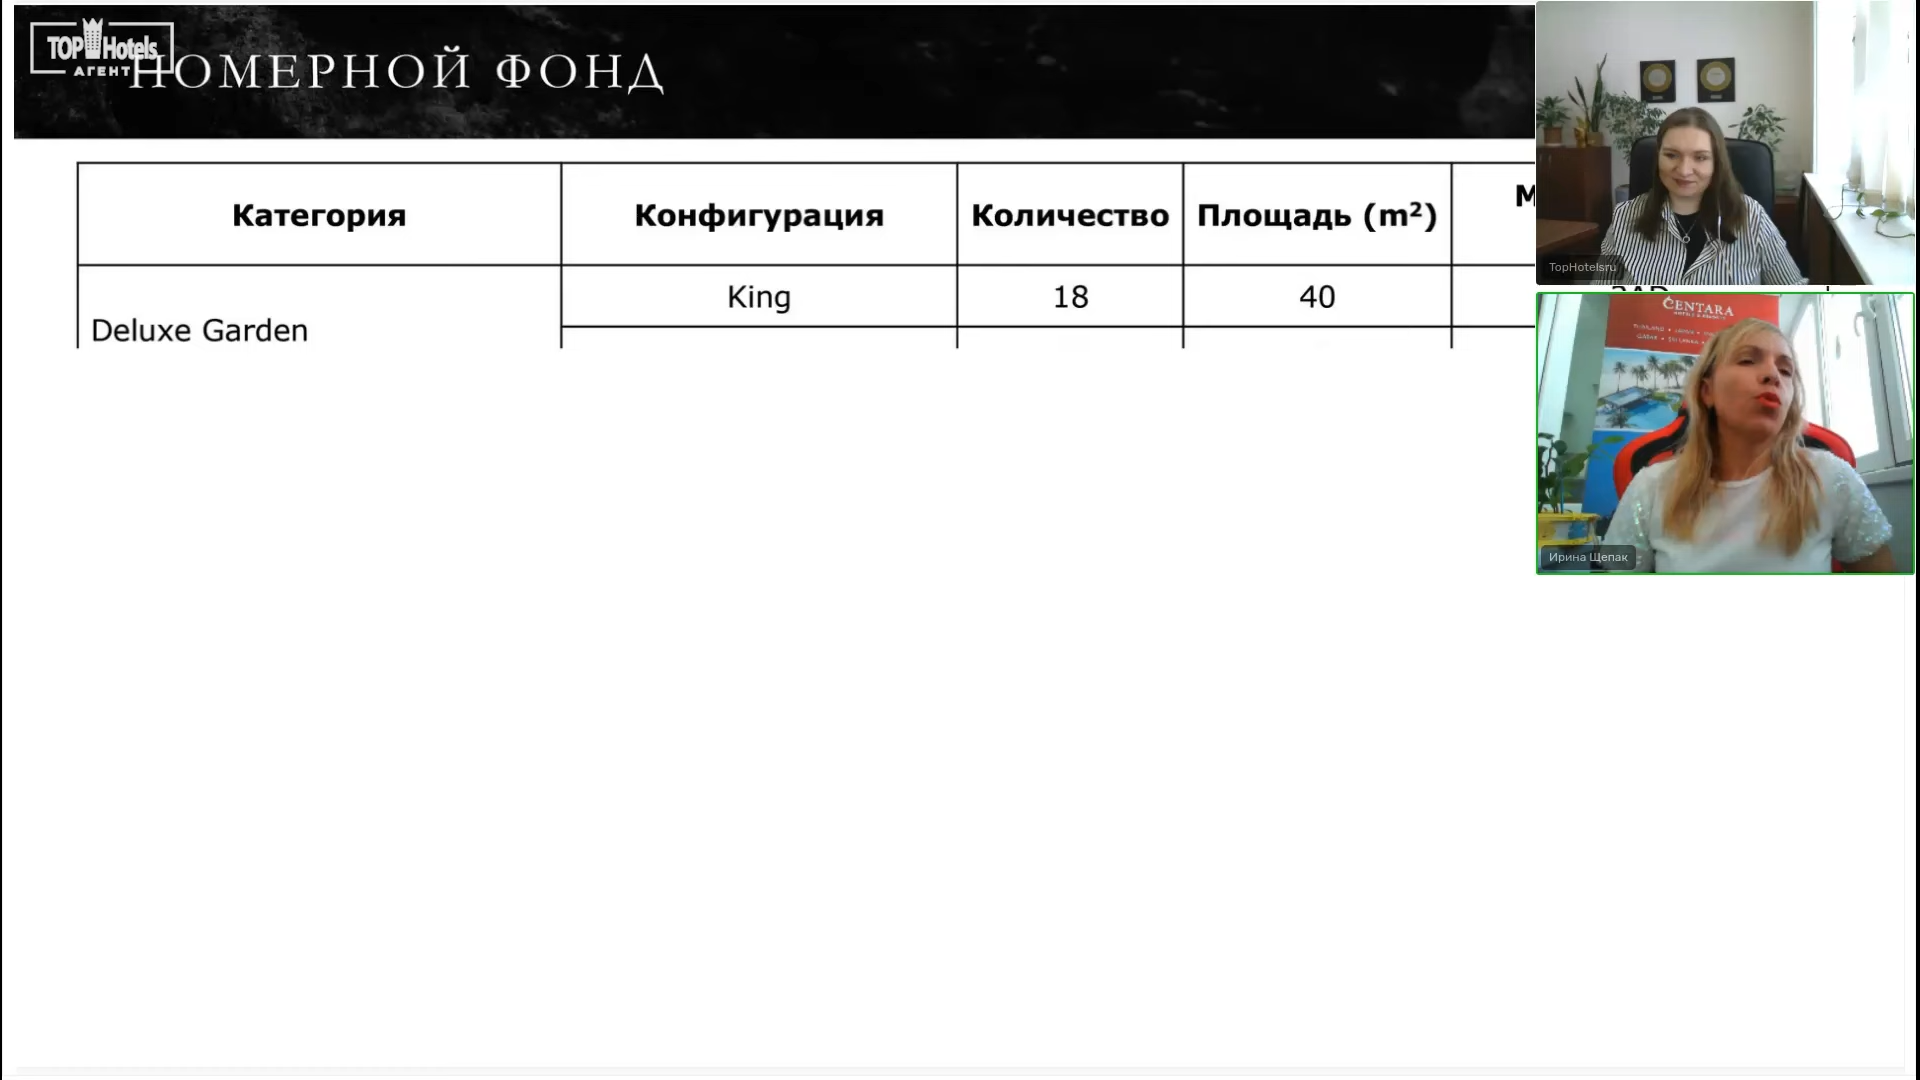 TOP Hotels
АГЕНТ
НОМЕРНОЙ ФОНД
Категория
Конфигурация
Количество
Площадь (m²)
М
Deluxe Garden
King
18
40
TopHotelsru
CENTARA
Ирина Щепак